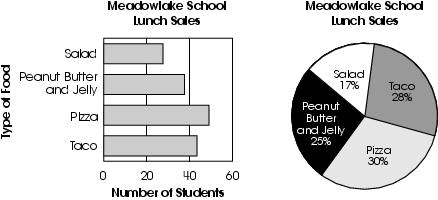 Meadowlake School
Lunch Sales
Type of Food
Salad
Peanut Butter
and Jelly
Pizza
Taco
0 20 40 60
Number of Students
Meadowlake School
Lunch Sales
Salad
17%
Taco
28%
Peanut
Butter
and Jelly
25%
Pizza
30%